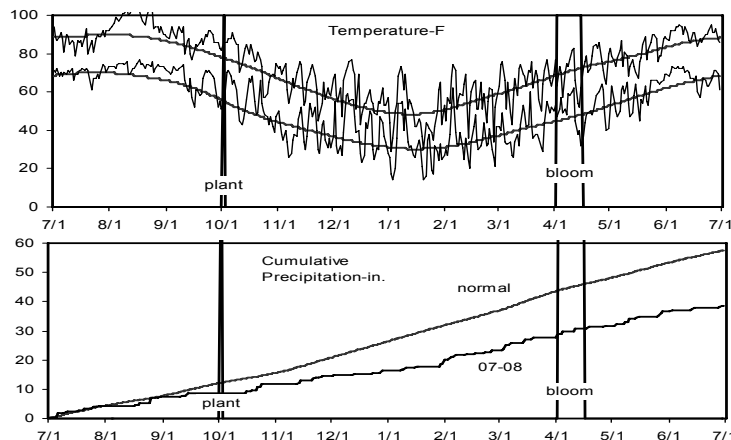 100
Temperature-F
80
60
40
20
plant
bloom
0
7/1 8/1 9/1 10/1 11/1 12/1 1/1 2/1 3/1 4/1 5/1 6/1 7/1
60
Cumulative
Precipitation-in.
50
normal
40
30
20
07-08
10
plant
bloom
0
7/1 8/1 9/1 10/1 11/1 12/1 1/1 2/1 3/1 4/1 5/1 6/1 7/1